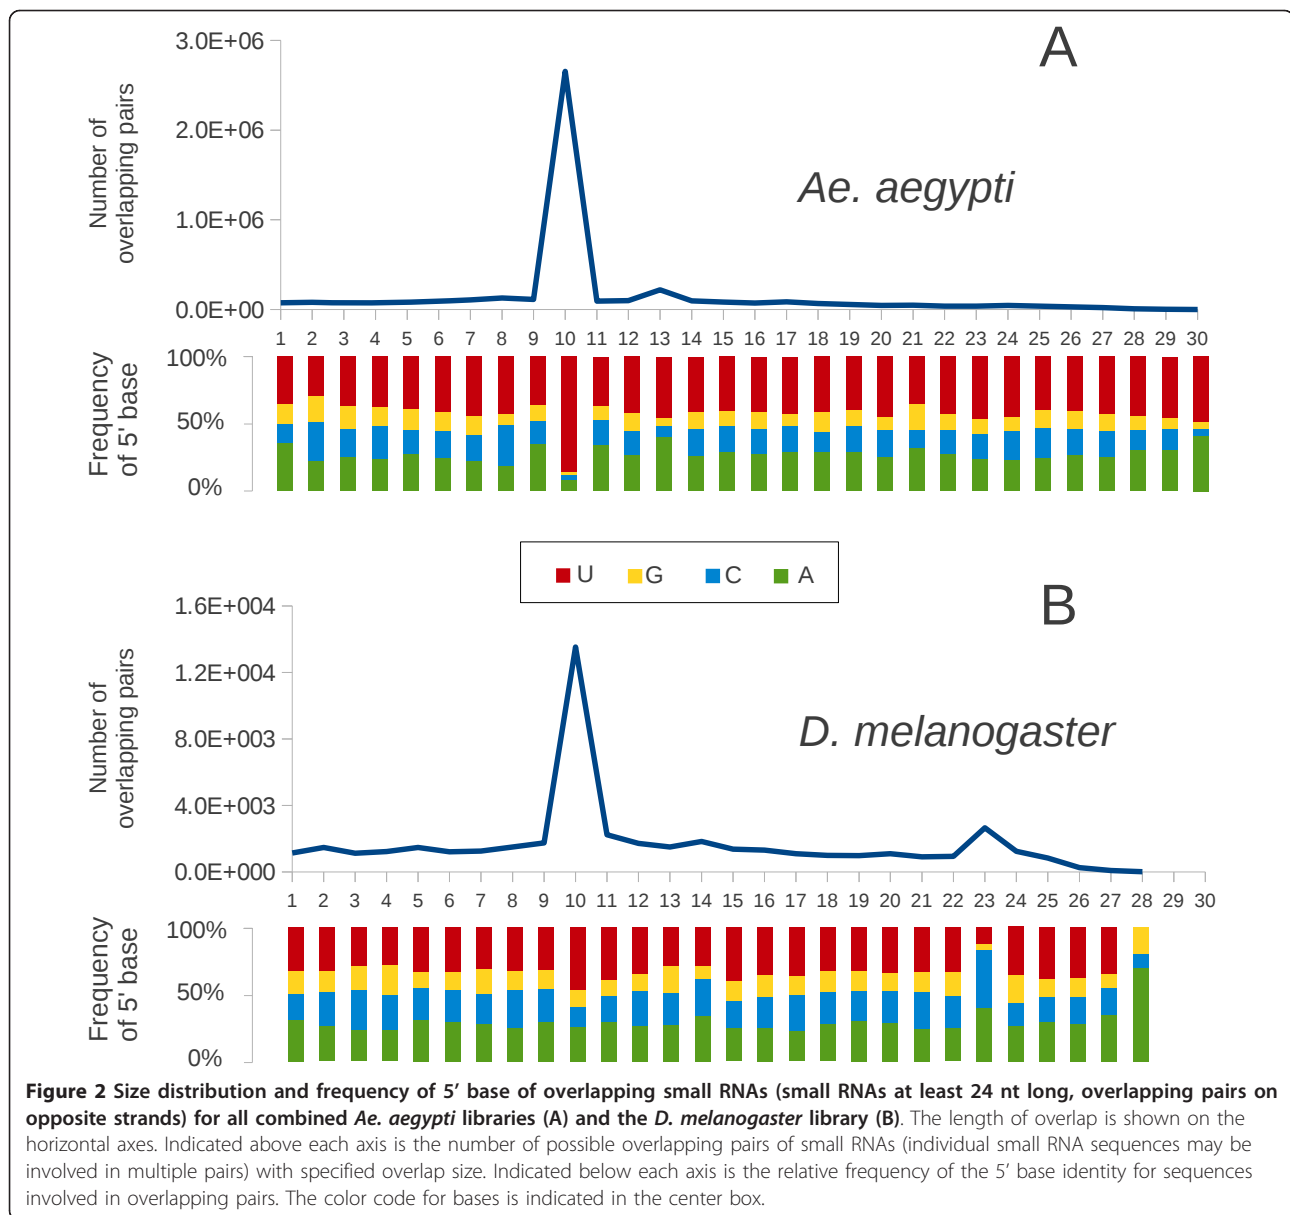 A
3.0E+06
2.0E+06
1.0E+06
0.0E+00
Number of
overlapping pairs
Ae. aegypti
1 2 3 4 5 6 7 8 9 10 11 12 13 14 15 16 17 18 19 20 21 22 23 24 25 26 27 28 29 30
100%
50%
0%
Frequency
of 5' base
U G C A
B
1.6E+004
1.2E+004
8.0E+003
4.0E+003
0.0E+000
Number of
overlapping pairs
D. melanogaster
1 2 3 4 5 6 7 8 9 10 11 12 13 14 15 16 17 18 19 20 21 22 23 24 25 26 27 28 29 30
100%
50%
0%
Frequency
of 5' base
Figure 2 Size distribution and frequency of 5′ base of overlapping small RNAs (small RNAs at least 24 nt long, overlapping pairs on
opposite strands) for all combined Ae. aegypti libraries (A) and the D. melanogaster library (B). The length of overlap is shown on the
horizontal axes. Indicated above each axis is the number of possible overlapping pairs of small RNAs (individual small RNA sequences may be
involved in multiple pairs) with specified overlap size. Indicated below each axis is the relative frequency of the 5′ base identity for sequences
involved in overlapping pairs. The color code for bases is indicated in the center box.